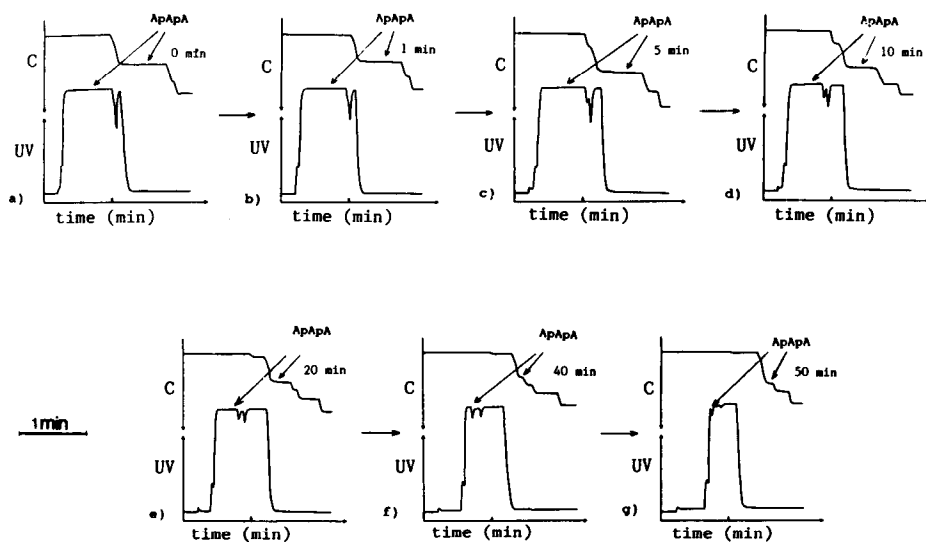 ApApA
ApApA
ApApA
ApApA
0 min
1 min
5 min
10 min
C
C
C
C
UV
UV
UV
UV
a)
b)
c)
d)
time (min)
time (min)
time (min)
time (min)
ApApA
ApApA
ApApA
20 min
40 min
50 min
C
C
C
1min
UV
UV
UV
e)
f)
g)
time (min)
time (min)
time (min)